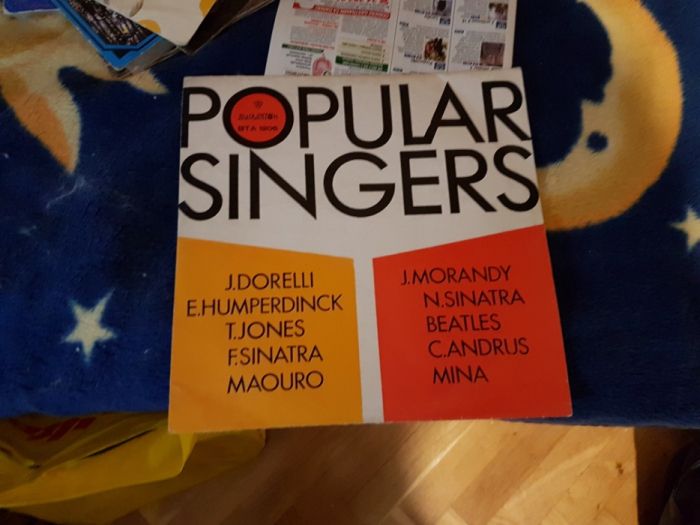 POPULAR
SINGERS
J.DORELLI
E.HUMPERDINCK
T.JONES
F.SINATRA
MAOURO
J.MORANDY
N.SINATRA
BEATLES
C.ANDRUS
MINA